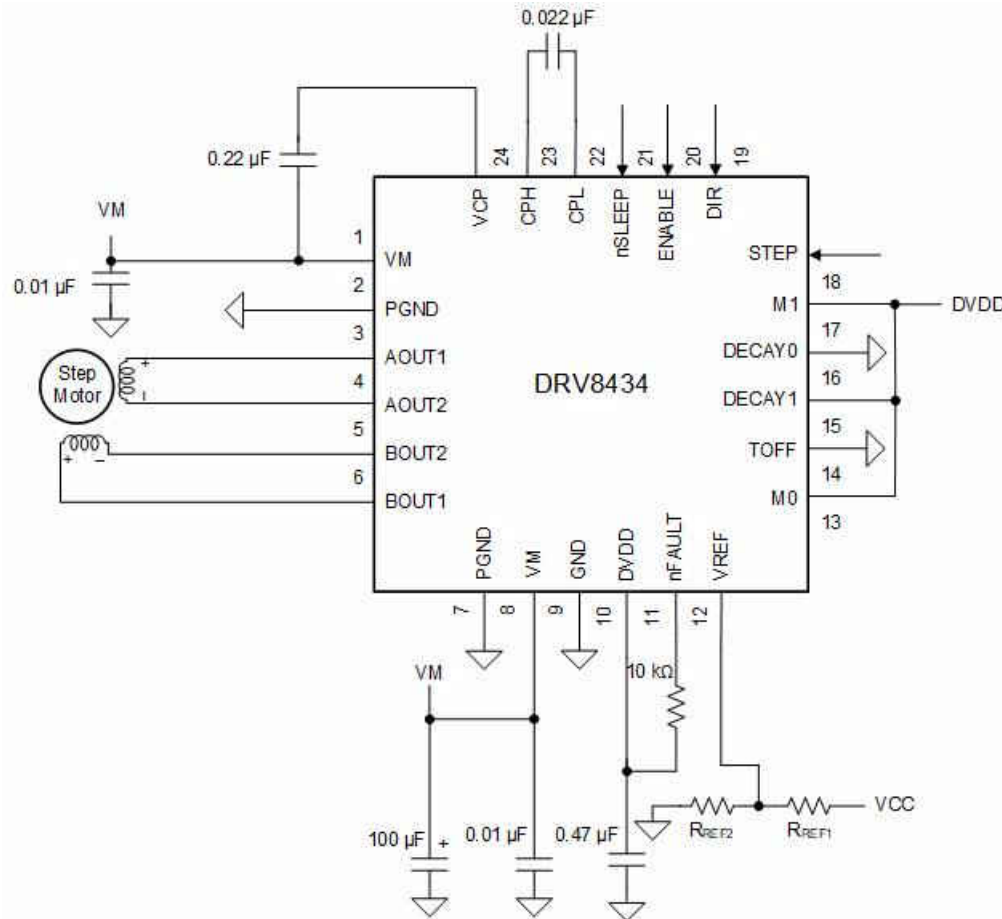 0.022 µF
0.22 µF
24
23
22
21
20
19
VCP
CPH
CPL
nSLEEP
ENABLE
DIR
VM
0.01 µF
1
VM
2
PGND
3
AOUT1
4
AOUT2
5
BOUT2
6
BOUT1
Step
Motor
+
−
+
−
DRV8434
STEP
18
M1
DVDD
17
DECAY0
16
DECAY1
15
TOFF
14
M0
13
PGND
VM
GND
DVDD
nFAULT
VREF
7
8
9
10
11
12
VM
10 kΩ
100 µF
+
0.01 µF
0.47 µF
RREF2
RREF1
VCC